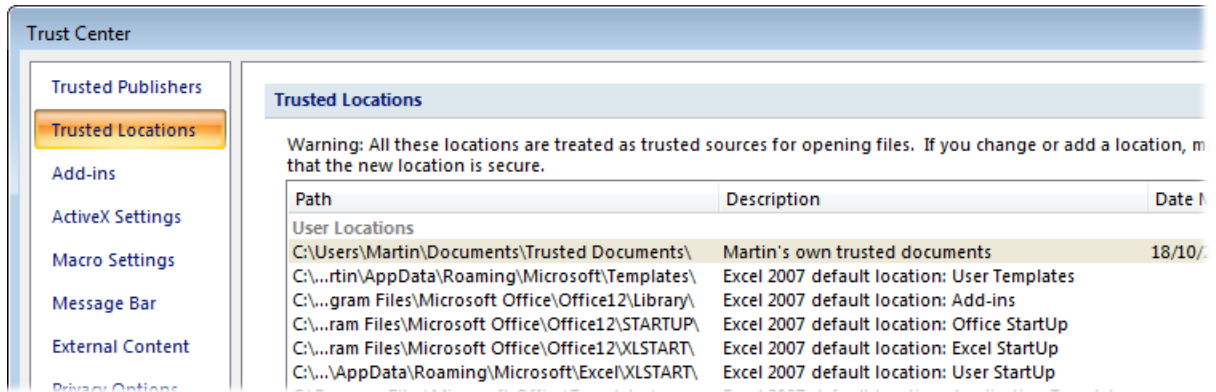 Trust Center
Trusted Publishers
Trusted Locations
Add-ins
ActiveX Settings
Macro Settings
Message Bar
External Content
Privacy Options
Trusted Locations
Warning: All these locations are treated as trusted sources for opening files. If you change or add a location, m
that the new location is secure.
Path Description Date
User Locations
C:\Users\Martin\Documents\Trusted Documents\ Martin's own trusted documents 18/10/
C:\...rtin\AppData\Roaming\Microsoft\Templates\ Excel 2007 default location: User Templates
C:\...gram Files\Microsoft Office\Office12\Library\ Excel 2007 default location: Add-ins
C:\...ram Files\Microsoft Office\Office12\STARTUP\ Excel 2007 default location: Office StartUp
C:\...ram Files\Microsoft Office\Office12\XLSTART\ Excel 2007 default location: Excel StartUp
C:\...\AppData\Roaming\Microsoft\Excel\XLSTART\ Excel 2007 default location: User StartUp